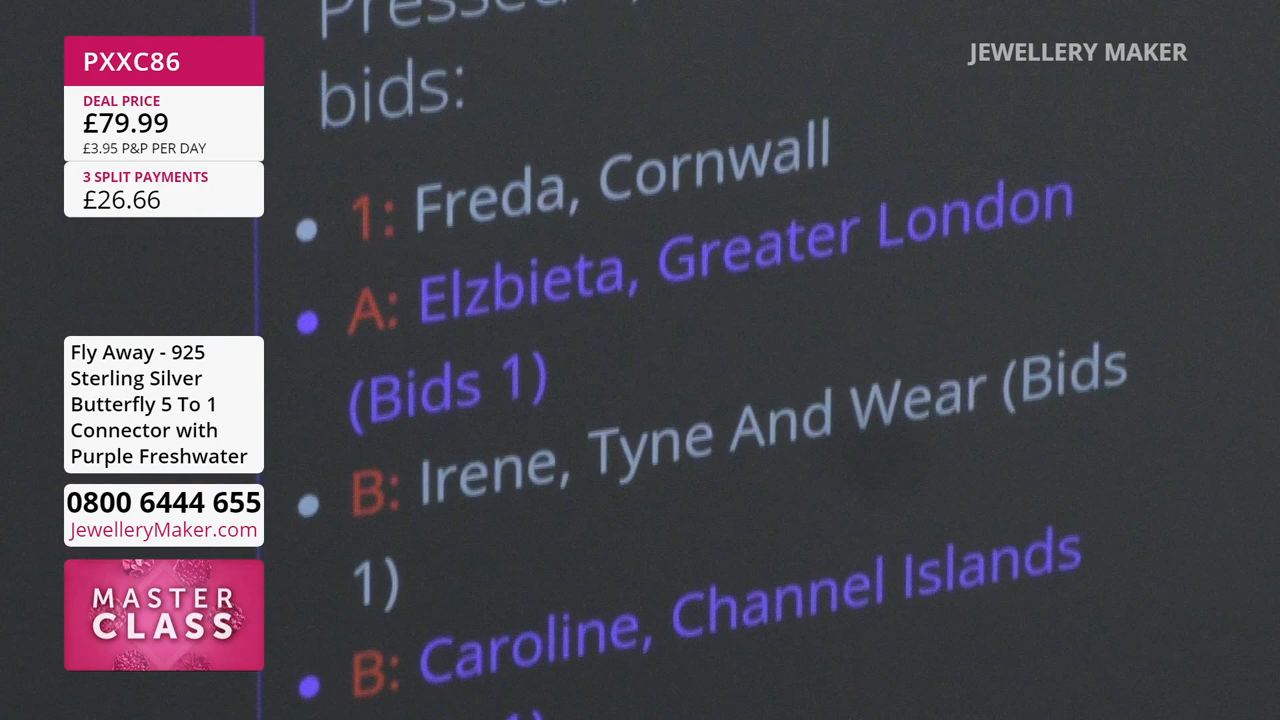 PXXC86
DEAL PRICE
£79.99
£3.95 P&P PER DAY
3 SPLIT PAYMENTS
£26.66
Fly Away - 925
Sterling Silver
Butterfly 5 To 1
Connector with
Purple Freshwater
0800 6444 655
JewelleryMaker.com
MASTER
CLASS
JEWELLERY MAKER
Pressed
bids:
1: Freda, Cornwall
A: Elzbieta, Greater London
(Bids 1)
B: Irene, Tyne And Wear (Bids
1)
B: Caroline, Channel Islands